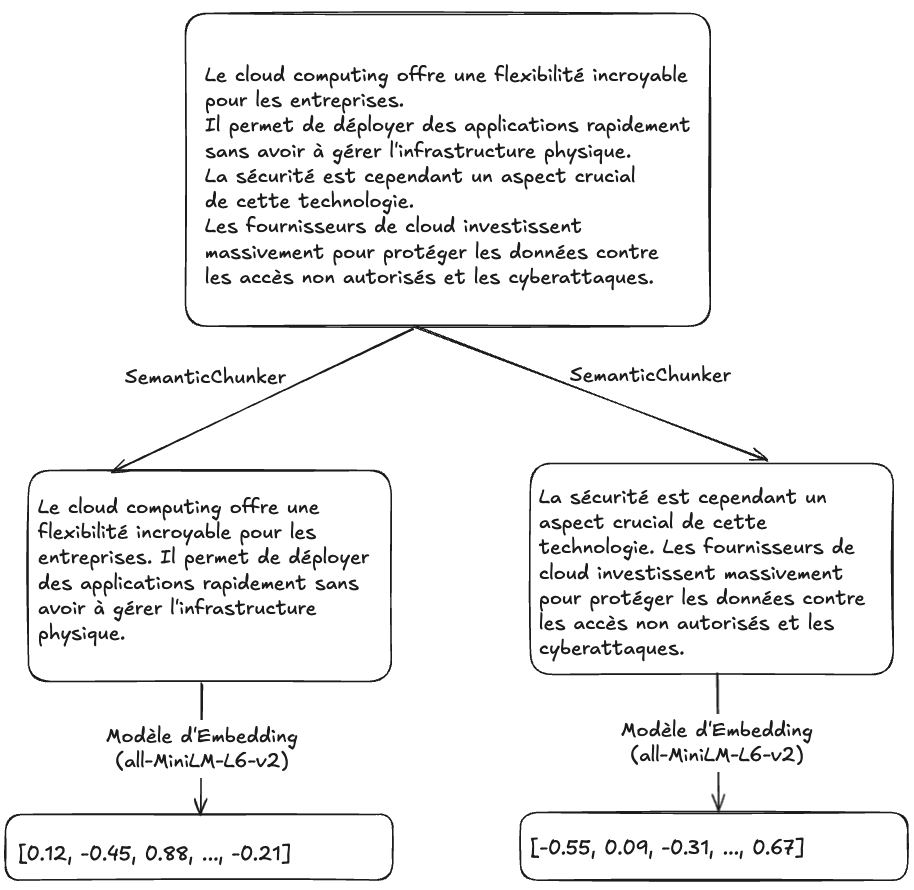 Le cloud computing offre une flexibilité incroyable
pour les entreprises.
Il permet de déployer des applications rapidement
sans avoir à gérer l'infrastructure physique.
La sécurité est cependant un aspect crucial
de cette technologie.
Les fournisseurs de cloud investissent
massivement pour protéger les données contre
les accès non autorisés et les cyberattaques.
SemanticChunker
SemanticChunker
Le cloud computing offre une
flexibilité incroyable pour les
entreprises. Il permet de déployer
des applications rapidement sans
avoir à gérer l'infrastructure
physique.
La sécurité est cependant un
aspect crucial de cette
technologie. Les fournisseurs de
cloud investissent massivement
pour protéger les données contre
les accès non autorisés et les
cyberattaques.
Modèle d'Embedding
(all-MiniLM-L6-v2)
Modèle d'Embedding
(all-MiniLM-L6-v2)
[0.12, -0.45, 0.88, ..., -0.21]
[-0.55, 0.09, -0.31, ..., 0.67]